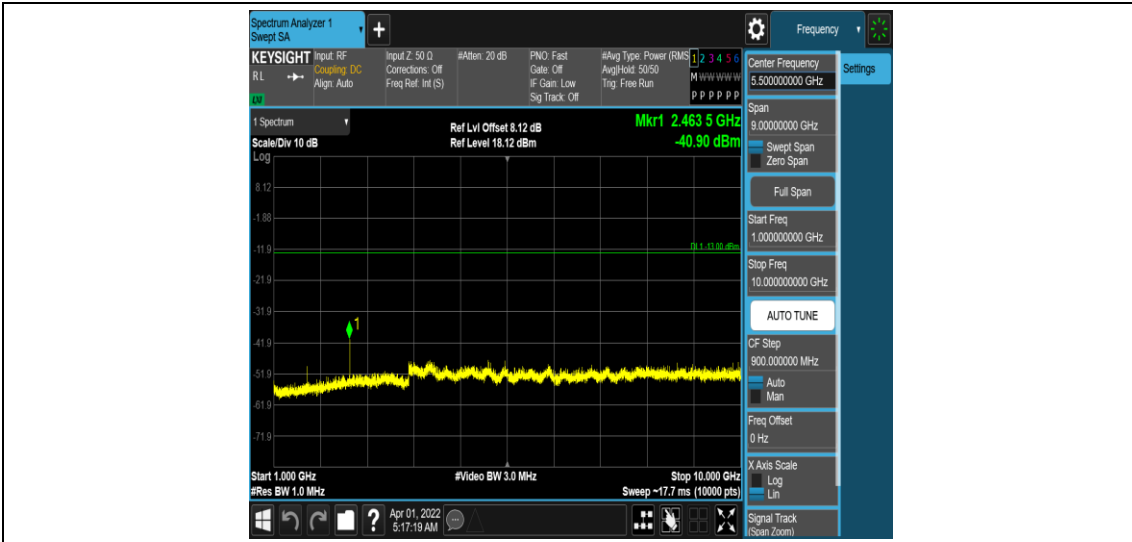 Spectrum Analyzer 1
Swept SA
+
Frequency
KEYSIGHT
R L
LXI
Input: RF
Coupling: DC
Align: Auto
Input Z: 50 Ω
Corrections: Off
Freq Ref: Int (S)
#Atten: 20 dB
PNO: Fast
Gate: Off
IF Gain: Low
Sig Track: Off
#Avg Type: Power (RMS
Avg|Hold: 50/50
Trig: Free Run
1 2 3 4 5 6
M W W W W W
P P P P P P
1 Spectrum
Scale/Div 10 dB
Log
Ref Lvl Offset 8.12 dB
Ref Level 18.12 dBm
Mkr1 2.463 5 GHz
-40.90 dBm
8.12
-1.88
-11.9
DL1 -13.00 dBm
-21.9
-31.9
1
-41.9
-51.9
-61.9
-71.9
Start 1.000 GHz
#Res BW 1.0 MHz
#Video BW 3.0 MHz
Stop 10.000 GHz
Sweep ~17.7 ms (10000 pts)
?
Apr 01, 2022
5:17:19 AM
Center Frequency
5.50000000 GHz
Settings
Span
9.00000000 GHz
Swept Span
Zero Span
Full Span
Start Freq
1.000000000 GHz
Stop Freq
10.000000000 GHz
AUTO TUNE
CF Step
900.000000 MHz
Auto
Man
Freq Offset
0 Hz
X Axis Scale
Log
Lin
Signal Track
(Span Zoom)